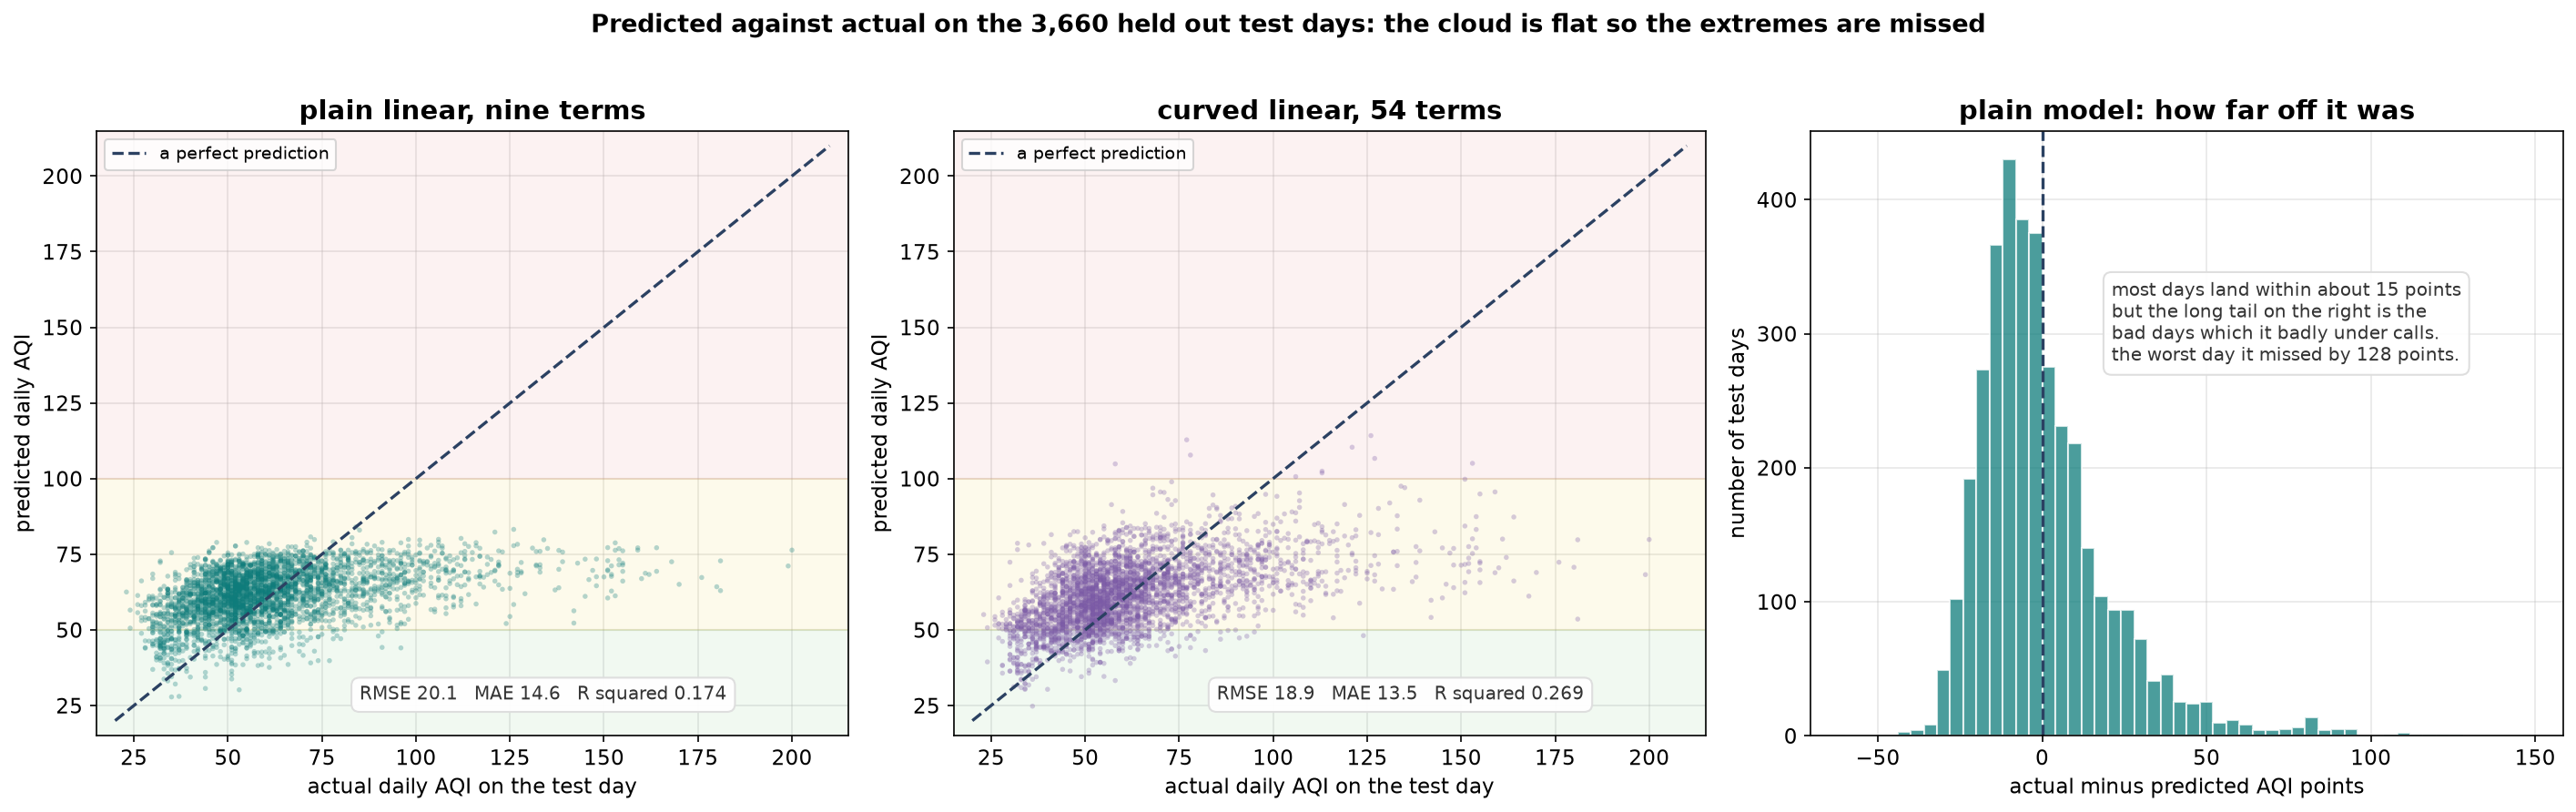 Predicted against actual on the 3,660 held out test days: the cloud is flat so the extremes are missed
plain linear, nine terms
a perfect prediction
200
175
150
125
100
75
50
25
predicted daily AQI
RMSE 20.1 MAE 14.6 R squared 0.174
25 50 75 100 125 150 175 200
actual daily AQI on the test day
curved linear, 54 terms
a perfect prediction
200
175
150
125
100
75
50
25
predicted daily AQI
RMSE 18.9 MAE 13.5 R squared 0.269
25 50 75 100 125 150 175 200
actual daily AQI on the test day
plain model: how far off it was
400
300
200
100
0
number of test days
most days land within about 15 points
but the long tail on the right is the
bad days which it badly under calls.
the worst day it missed by 128 points.
−50 0 50 100 150
actual minus predicted AQI points